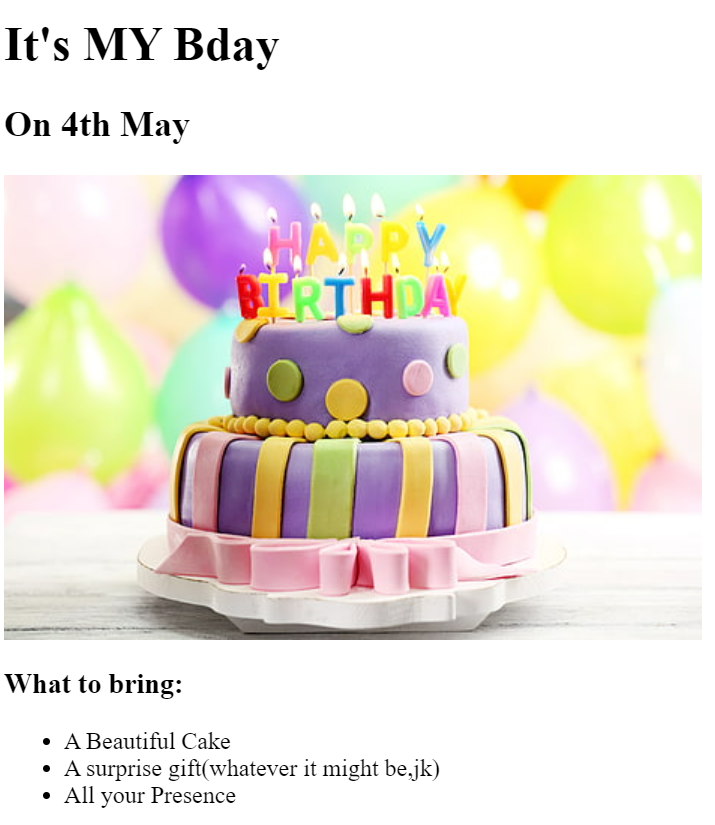 It's MY Bday
On 4th May
HAPPY
BIRTHDAY
What to bring:
A Beautiful Cake
A surprise gift(whatever it might be,jk)
All your Presence